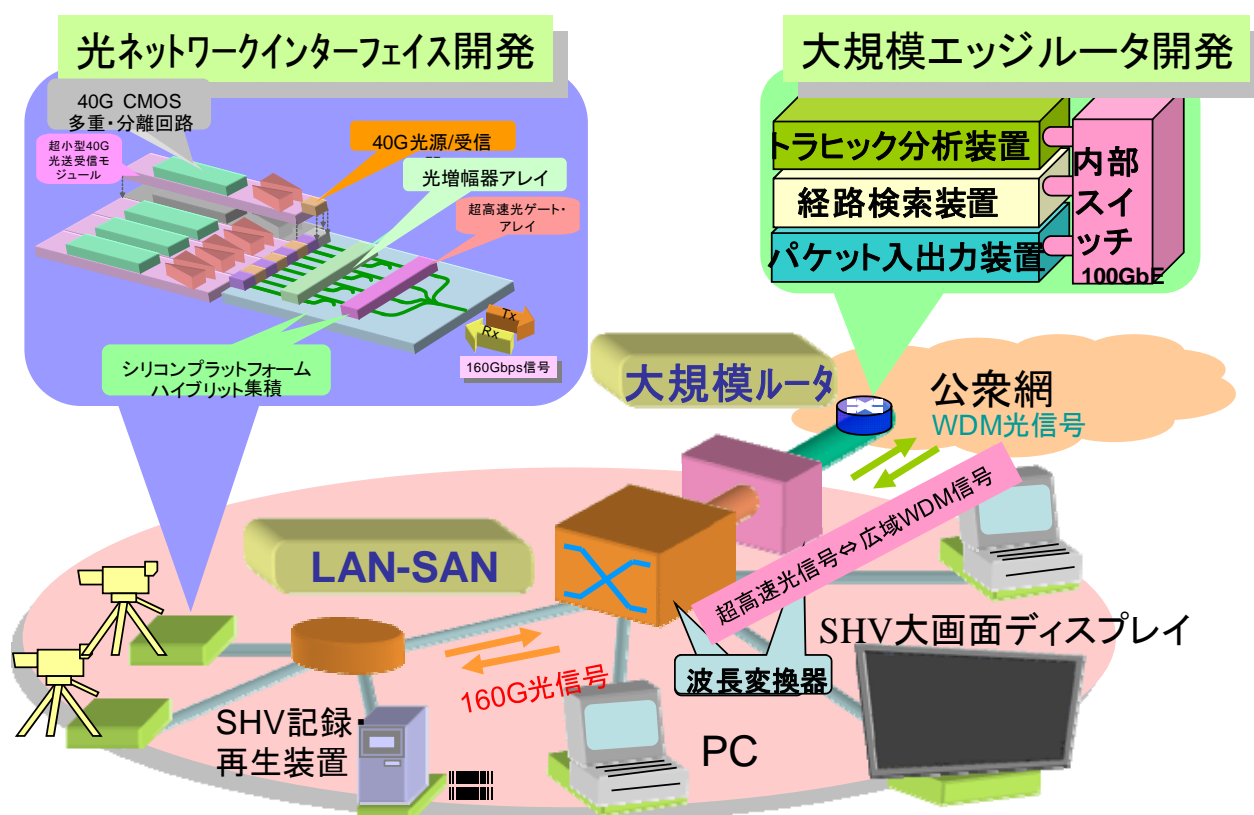 光ネットワークインターフェイス開発
大規模エッジルータ開発
40G CMOS
多重・分離回路
超小型40G
光送受信モ
ジュール
40G光源/受信
光増幅器アレイ
超高速光ゲート・
アレイ
Tx
Rx
160Gbps信号
シリコンプラットフォーム
ハイブリット集積
トラヒック分析装置
経路検索装置
パケット入出力装置
内部
スイ
ッチ
100GbE
大規模ルータ
公衆網
WDM光信号
超高速光信号⇔広域WDM信号
LAN-SAN
SHV大画面ディスプレイ
波長変換器
160G光信号
SHV記録・
再生装置
PC